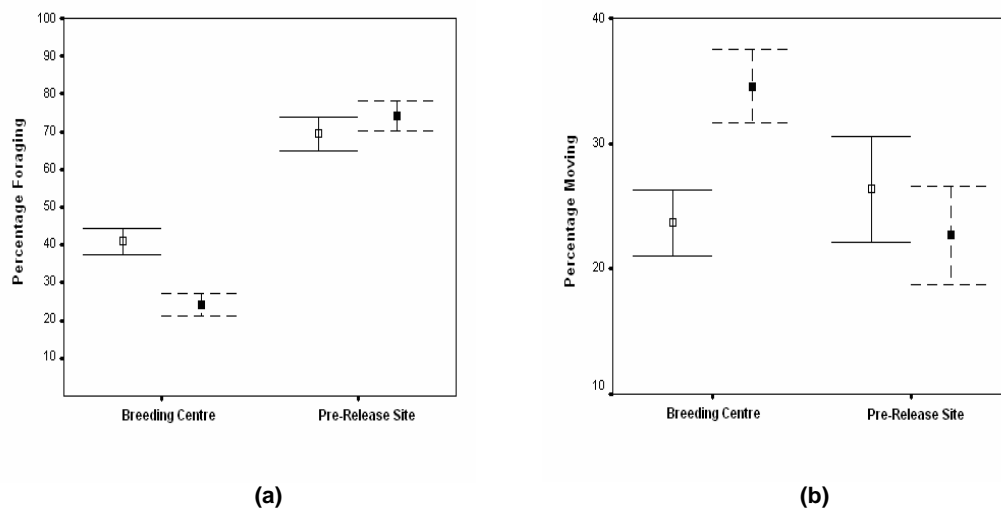 100
90
80
70
60
50
40
30
20
10
Percentage Foraging
Breeding Centre
Pre-Release Site
(a)
40
30
20
10
Percentage Moving
Breeding Centre
Pre-Release Site
(b)